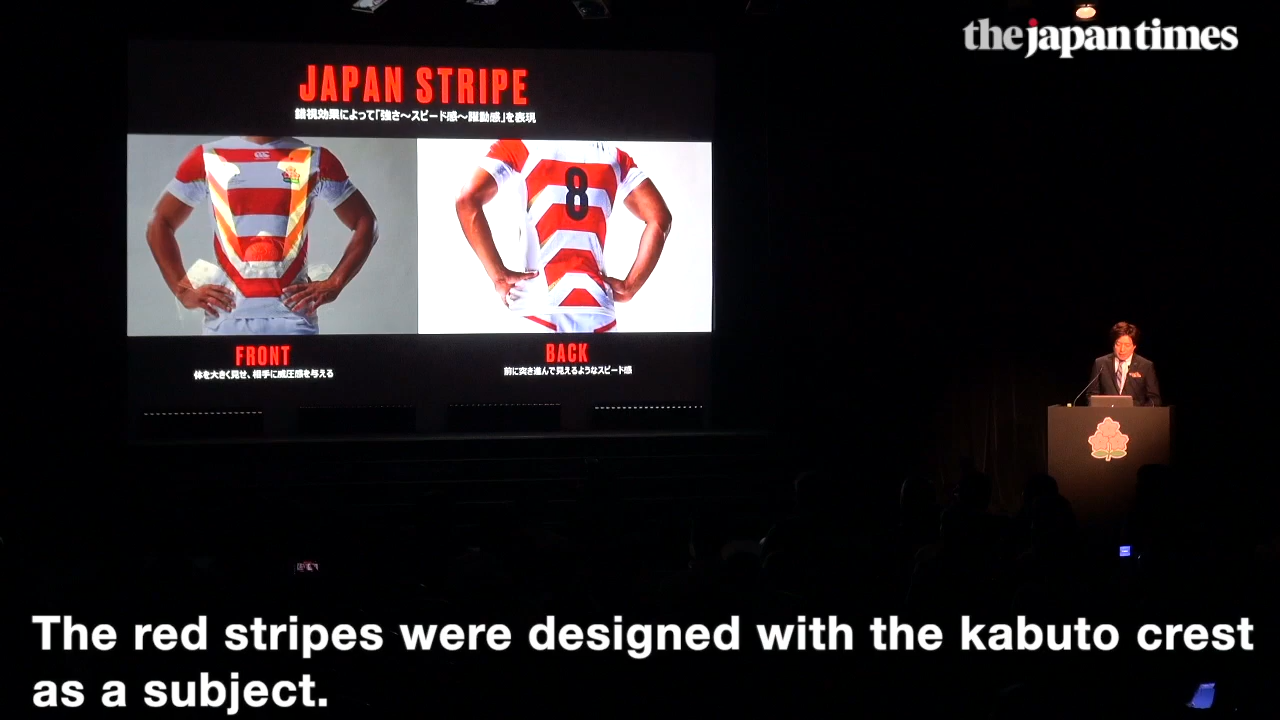 the japan times
JAPAN STRIPE
錯視効果によって「強さ〜スピード感〜躍動感」を表現
8
FRONT
BACK
体を大きく見せ、相手に威圧感を与える
前に突き進んで見えるようなスピード感
The red stripes were designed with the kabuto crest
as a subject.